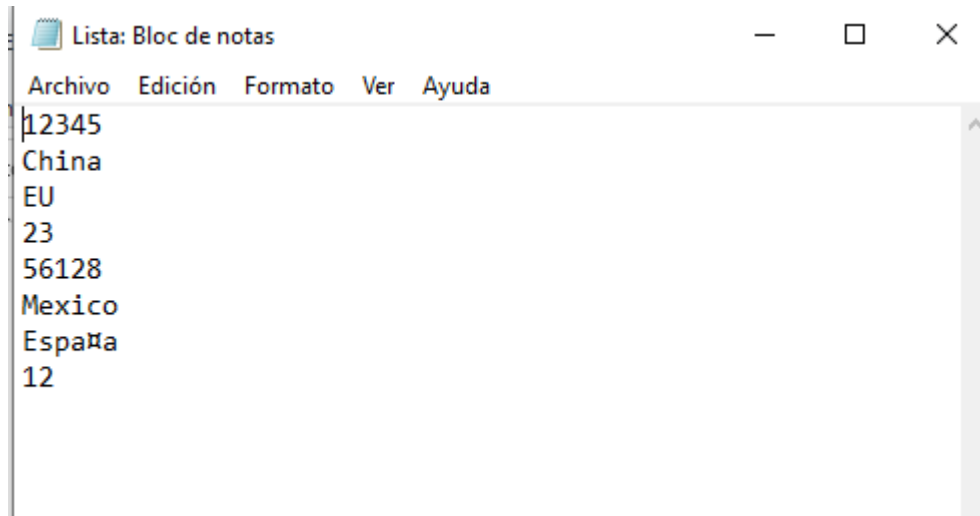 Lista: Bloc de notas
Archivo Edición Formato Ver Ayuda
12345
China
EU
23
56128
Mexico
Espa¤a
12